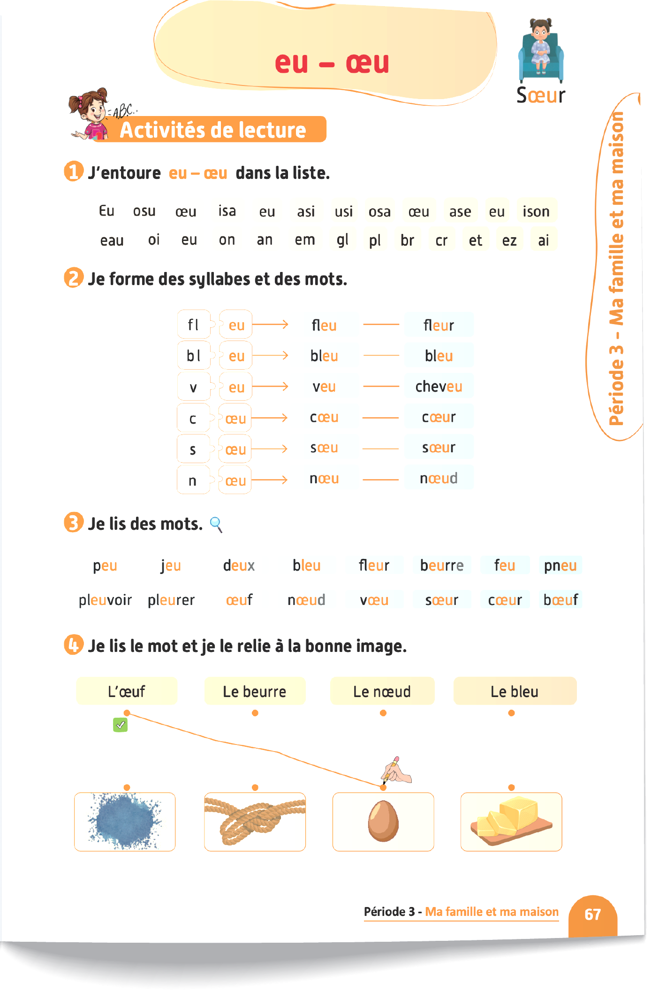 eu – œu
Sœur
ABC..
Activités de lecture
1 J’entoure eu – œu dans la liste.
Eu osu œu isa eu asi usi osa œu ase eu ison
eau oi eu on an em gl pl br cr et ez ai
2 Je forme des syllabes et des mots.
fl eu fleu fleur
bl eu bleu bleu
v eu veu cheveu
c œu cœu cœur
s œu sœu sœur
n œu nœu nœud
3 Je lis des mots.
peu jeu deux bleu fleur beurre feu pneu
pleuvoir pleurer œuf nœud vœu sœur cœur bœuf
4 Je lis le mot et je le relie à la bonne image.
L’œuf Le beurre Le nœud Le bleu
Période 3 - Ma famille et ma maison
67
Période 3 - Ma famille et ma maison